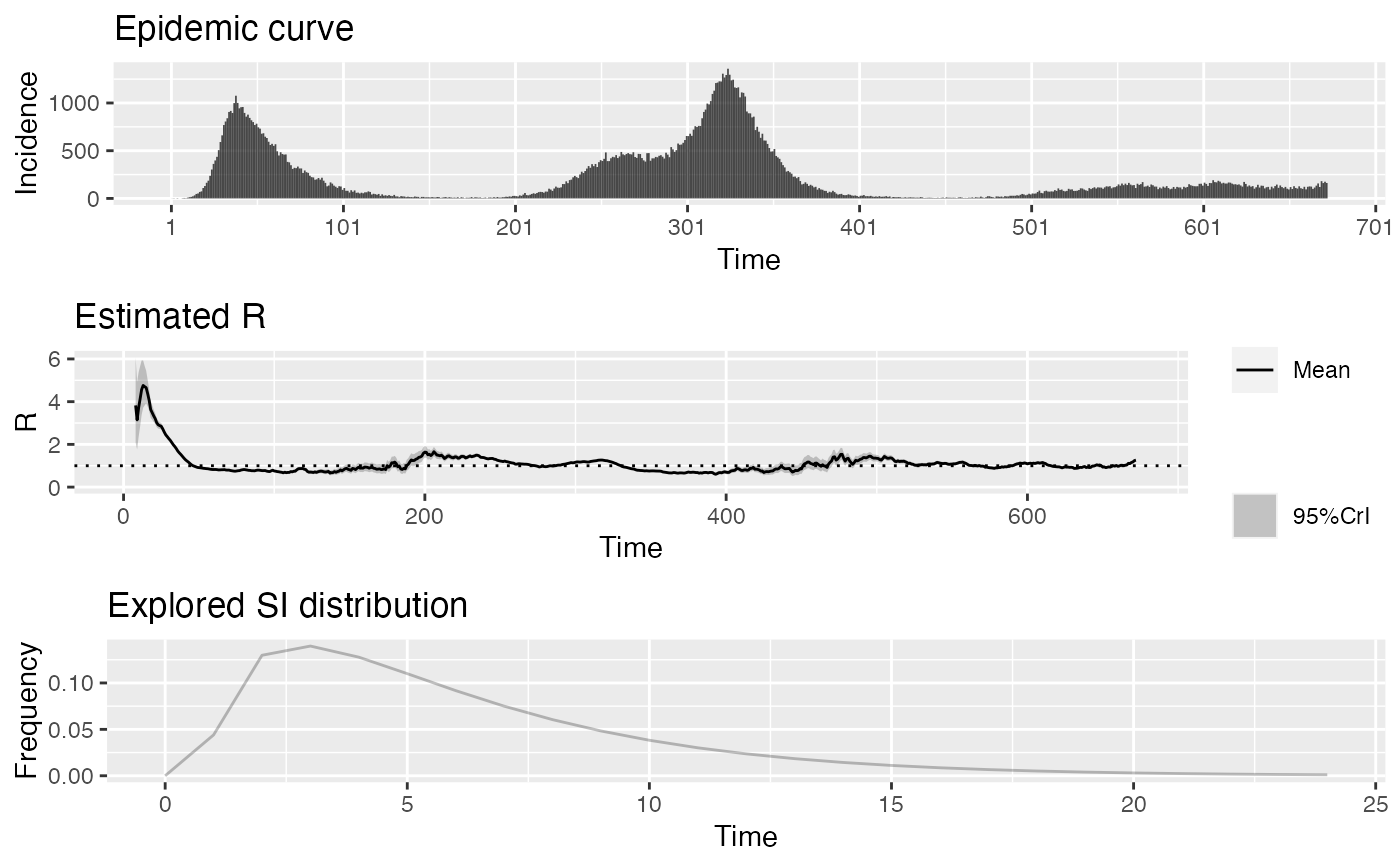 Epidemic curve
Incidence
1000
500
0
1 101 201 301 401 501 601 701
Time
Estimated R
R
6
4
2
0
0 200 400 600
Time
Mean
95%CrI
Explored SI distribution
Frequency
0.10
0.05
0.00
0 5 10 15 20 25
Time